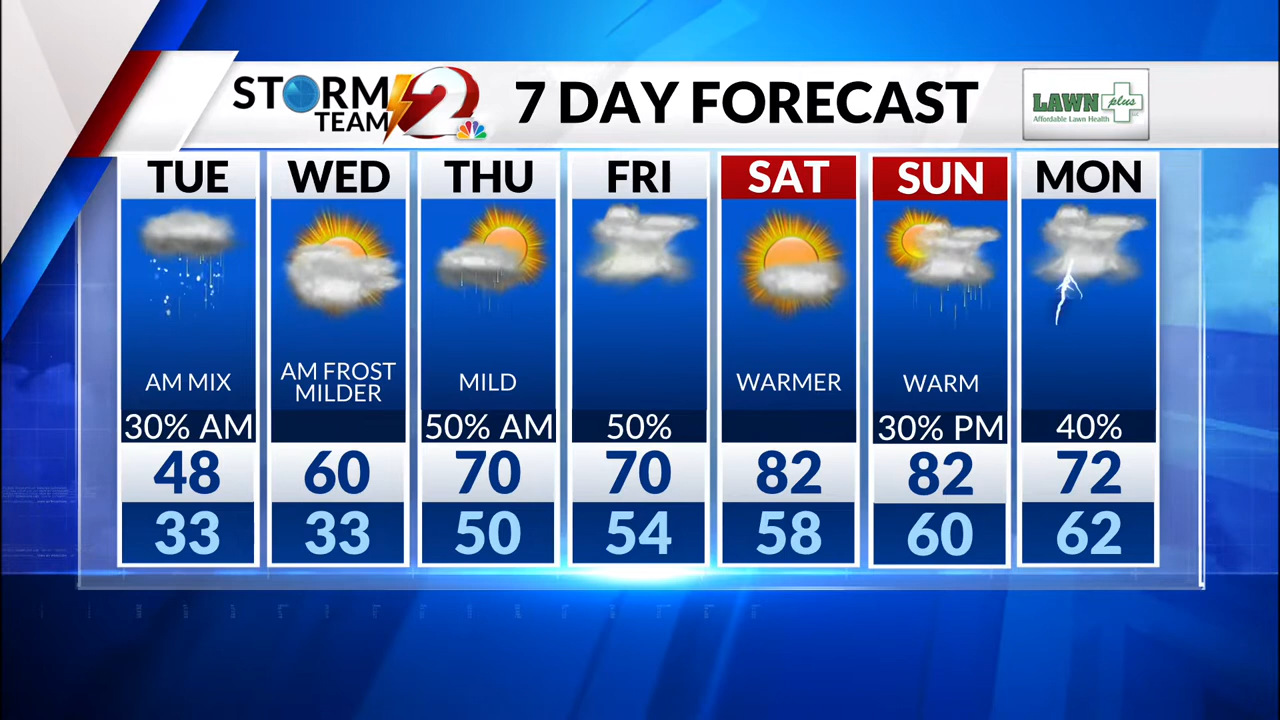 STORM TEAM 2
7 DAY FORECAST
LAWN plus
Affordable Lawn Health
TUE WED THU FRI SAT SUN MON
AM MIX AM FROST MILDER MILD WARMER WARM
30% AM 50% AM 50% 30% PM 40%
48 60 70 70 82 82 72
33 33 50 54 58 60 62